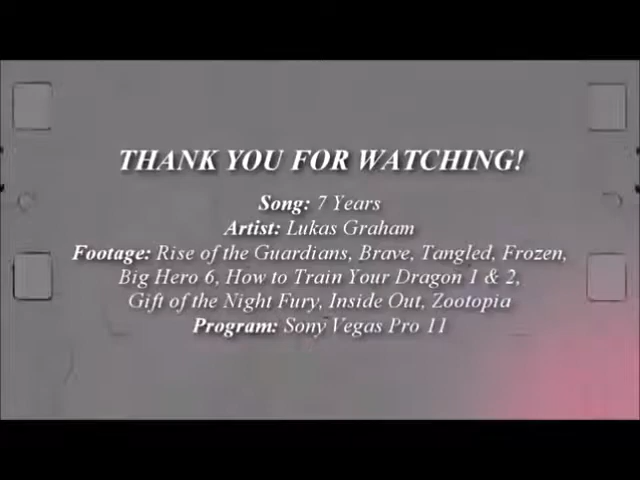 THANK YOU FOR WATCHING!
Song: 7 Years
Artist: Lukas Graham
Footage: Rise of the Guardians, Brave, Tangled, Frozen,
Big Hero 6, How to Train Your Dragon 1 & 2,
Gift of the Night Fury, Inside Out, Zootopia
Program: Sony Vegas Pro 11